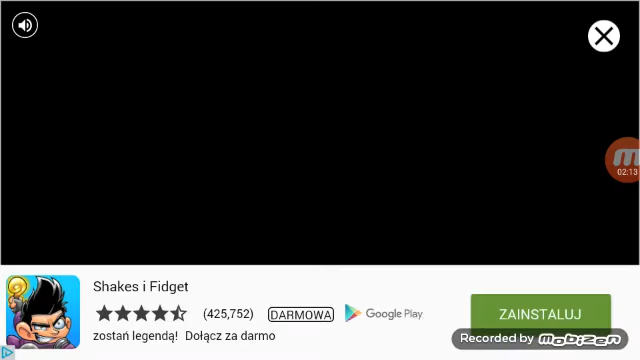 02:13
Shakes i Fidget
(425,752) DARMOWA Google Play
zostań legendą! Dołącz za darmo
ZAINSTALUJ
Recorded by mobizen